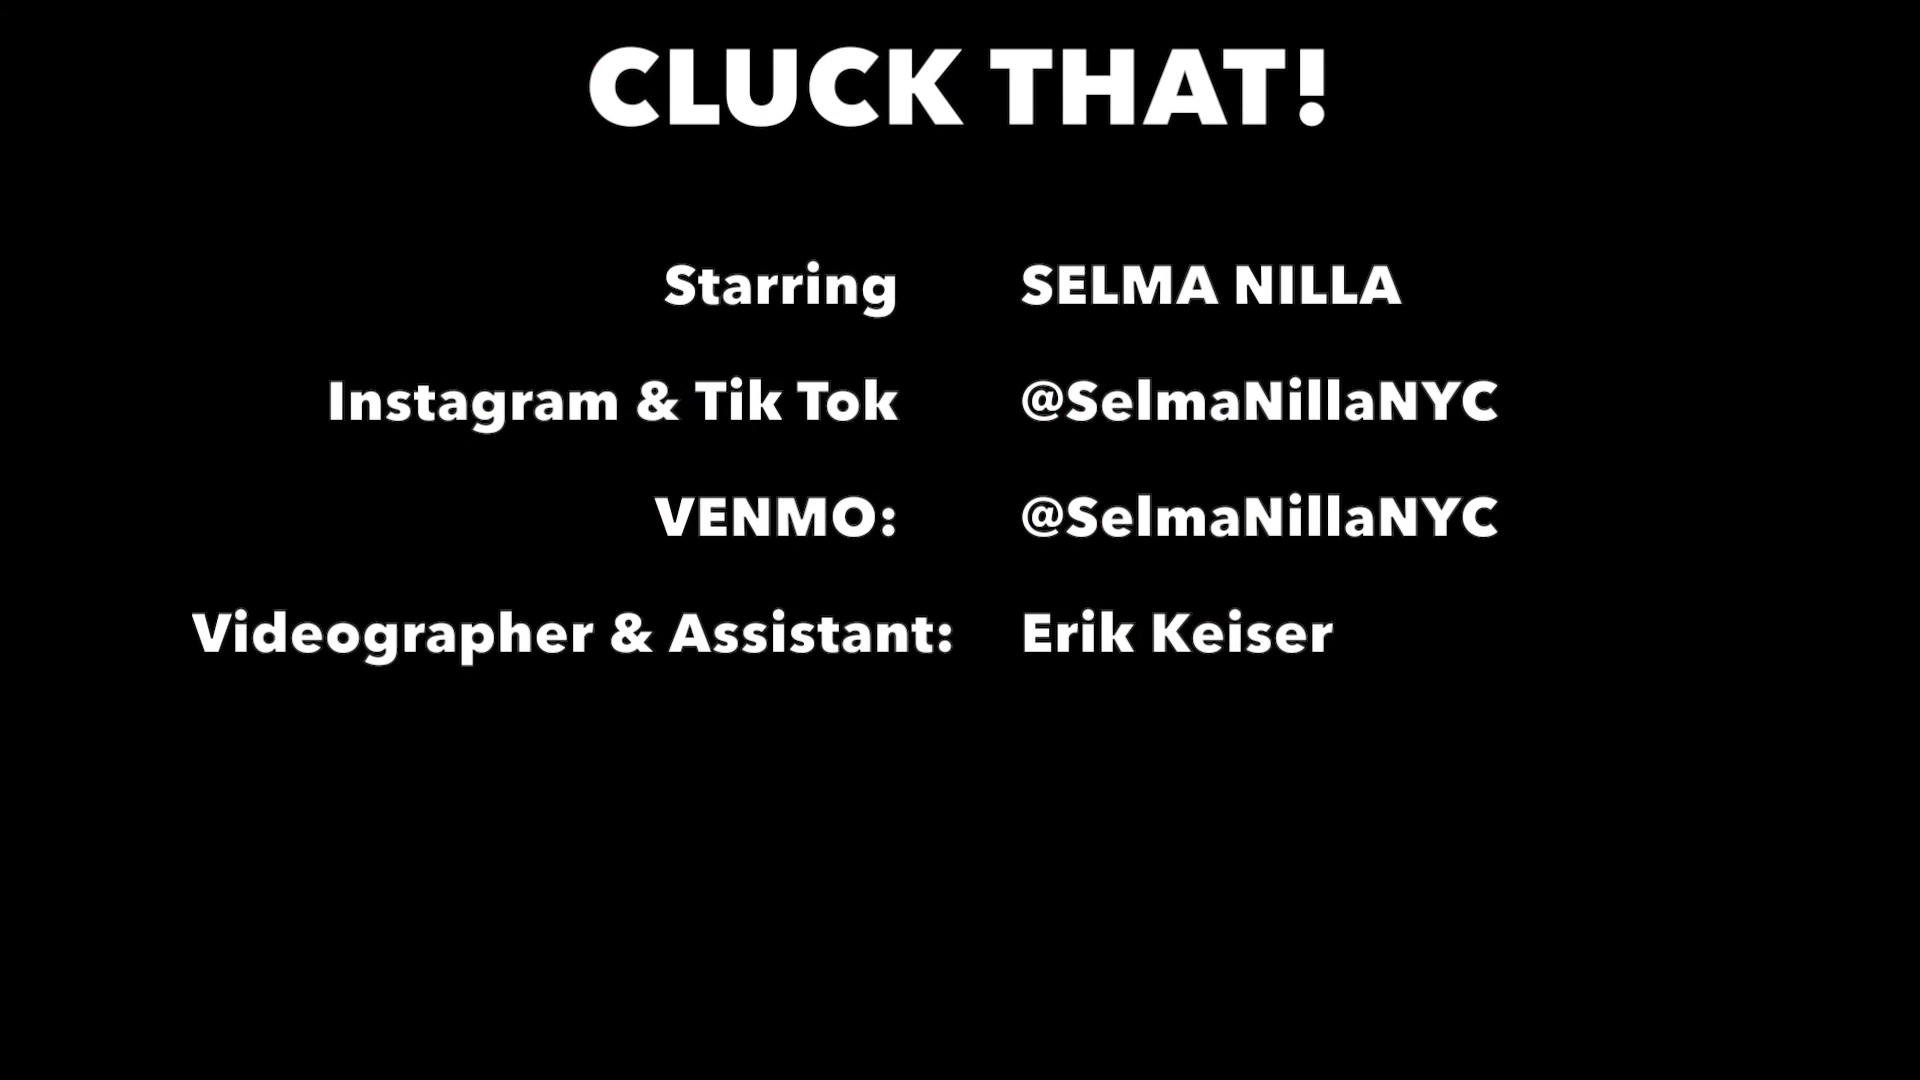 CLUCK THAT!
Starring SELMA NILLA
Instagram & Tik Tok @SelmaNillaNYC
VENMO: @SelmaNillaNYC
Videographer & Assistant: Erik Keiser